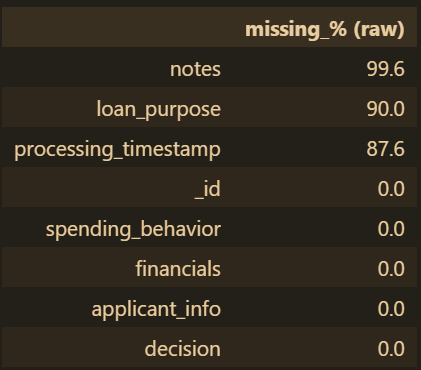 missing_% (raw)
notes 99.6
loan_purpose 90.0
processing_timestamp 87.6
_id 0.0
spending_behavior 0.0
financials 0.0
applicant_info 0.0
decision 0.0